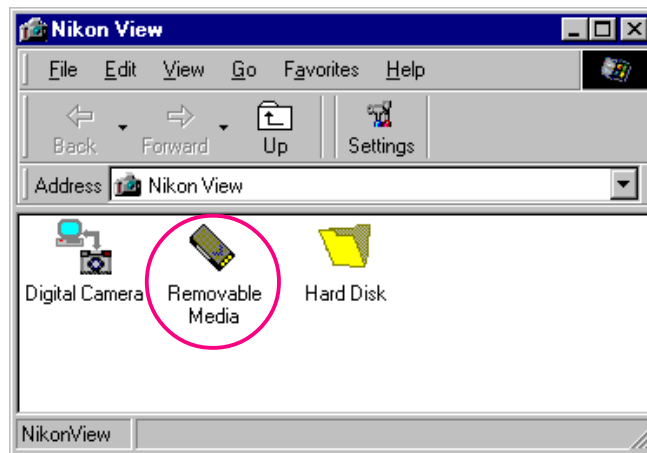 Nikon View
File Edit View Go Favorites Help
Back Forward Up Settings
Address Nikon View
Digital Camera Removable Media Hard Disk
NikonView